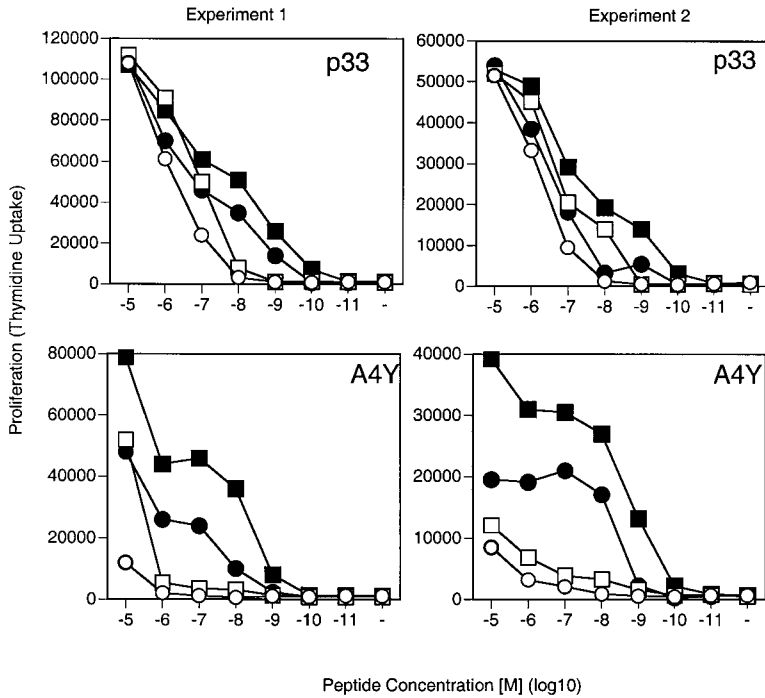 Experiment 1
Experiment 2
Proliferation (Thymidine Uptake)
p33
120000
100000
80000
60000
40000
20000
0
-5 -6 -7 -8 -9 -10 -11 -
p33
60000
50000
40000
30000
20000
10000
0
-5 -6 -7 -8 -9 -10 -11 -
A4Y
80000
60000
40000
20000
0
-5 -6 -7 -8 -9 -10 -11 -
A4Y
40000
30000
20000
10000
0
-5 -6 -7 -8 -9 -10 -11 -
Peptide Concentration [M] (log10)